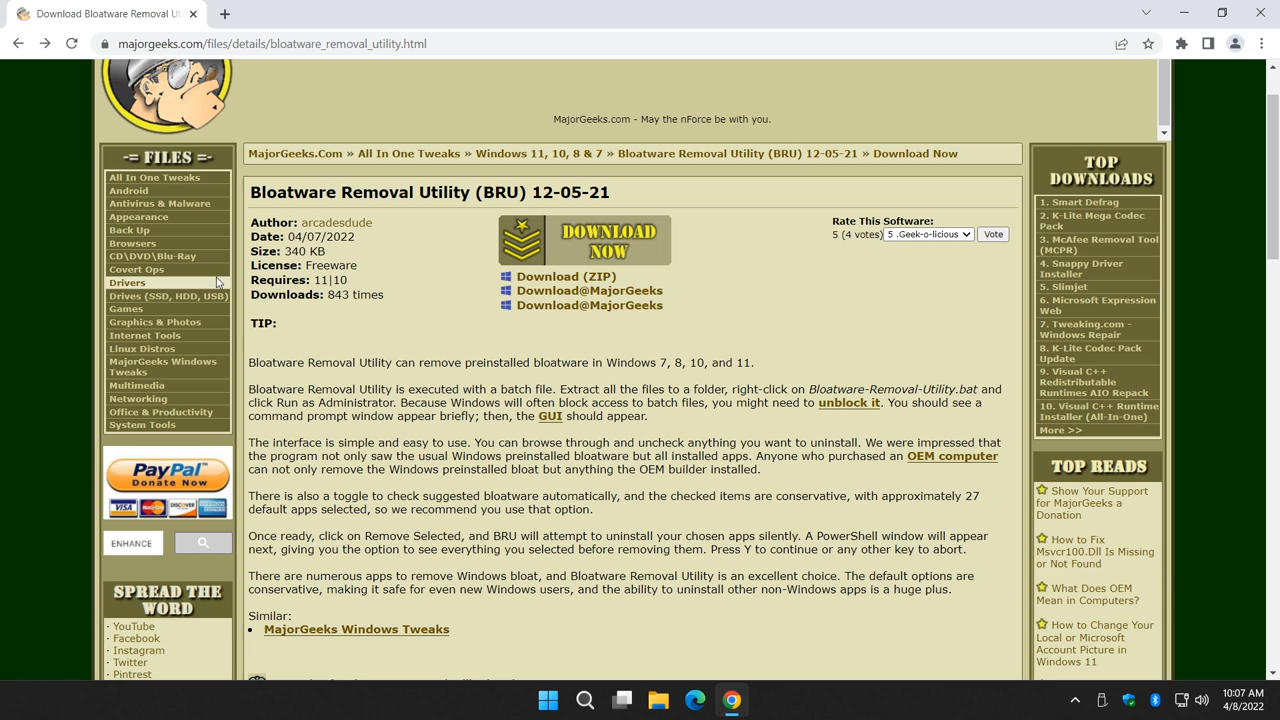 Download Bloatware Removal Ut
majorgeeks.com/files/details/bloatware_removal_utility.html
MajorGeeks.com - May the nForce be with you.
-= FILES =-
All In One Tweaks
Android
Antivirus & Malware
Appearance
Back Up
Browsers
CD\DVD\Blu-Ray
Covert Ops
Drivers
Drives (SSD, HDD, USB)
Games
Graphics & Photos
Internet Tools
Linux Distros
MajorGeeks Windows
Tweaks
Multimedia
Networking
Office & Productivity
System Tools
PayPal
Donate Now
VISA
DISCOVER
ENHANCE
SPREAD THE
WORD
· YouTube
· Facebook
· Instagram
· Twitter
· Pintrest
MajorGeeks.Com » All In One Tweaks » Windows 11, 10, 8 & 7 » Bloatware Removal Utility (BRU) 12-05-21 » Download Now
Bloatware Removal Utility (BRU) 12-05-21
Author: arcadesdude
Date: 04/07/2022
Size: 340 KB
License: Freeware
Requires: 11|10
Downloads: 843 times
TIP:
DOWNLOAD
NOW
Download (ZIP)
Download@MajorGeeks
Download@MajorGeeks
Rate This Software:
5 (4 votes) 5 .Geek-o-licious Vote
Bloatware Removal Utility can remove preinstalled bloatware in Windows 7, 8, 10, and 11.
Bloatware Removal Utility is executed with a batch file. Extract all the files to a folder, right-click on Bloatware-Removal-Utility.bat and
click Run as Administrator. Because Windows will often block access to batch files, you might need to unblock it. You should see a
command prompt window appear briefly; then, the GUI should appear.
The interface is simple and easy to use. You can browse through and uncheck anything you want to uninstall. We were impressed that
the program not only saw the usual Windows preinstalled bloatware but all installed apps. Anyone who purchased an OEM computer
can not only remove the Windows preinstalled bloat but anything the OEM builder installed.
There is also a toggle to check suggested bloatware automatically, and the checked items are conservative, with approximately 27
default apps selected, so we recommend you use that option.
Once ready, click on Remove Selected, and BRU will attempt to uninstall your chosen apps silently. A PowerShell window will appear
next, giving you the option to see everything you selected before removing them. Press Y to continue or any other key to abort.
There are numerous apps to remove Windows bloat, and Bloatware Removal Utility is an excellent choice. The default options are
conservative, making it safe for even new Windows users, and the ability to uninstall other non-Windows apps is a huge plus.
Similar:
• MajorGeeks Windows Tweaks
TOP
DOWNLOADS
1. Smart Defrag
2. K-Lite Mega Codec
Pack
3. McAfee Removal Tool
(MCPR)
4. Snappy Driver
Installer
5. Slimjet
6. Microsoft Expression
Web
7. Tweaking.com -
Windows Repair
8. K-Lite Codec Pack
Update
9. Visual C++
Redistributable
Runtimes AIO Repack
10. Visual C++ Runtime
Installer (All-In-One)
More >>
TOP READS
Show Your Support
for MajorGeeks a
Donation
How to Fix
Msvcr100.Dll Is Missing
or Not Found
What Does OEM
Mean in Computers?
How to Change Your
Local or Microsoft
Account Picture in
Windows 11
10:07 AM
4/8/2022